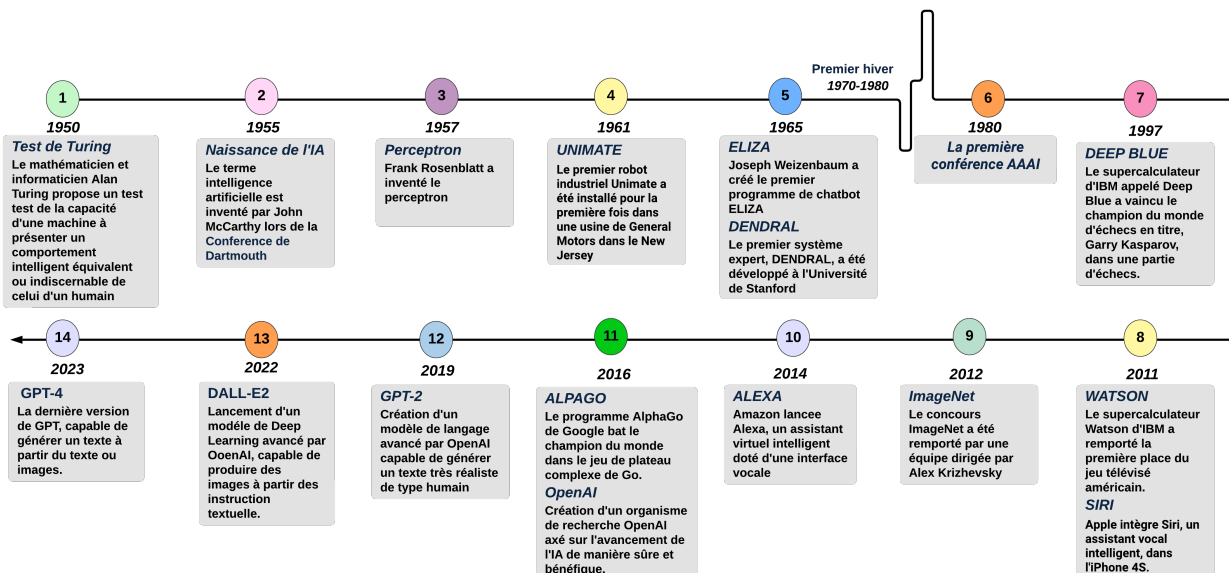 1
1950
Test de Turing
Le mathématicien et
informaticien Alan
Turing propose un test
test de la capacité
d'une machine à
présenter un
comportement
intelligent équivalent
ou indiscernable de
celui d'un humain
2
1955
Naissance de l'IA
Le terme
intelligence
artificielle est
inventé par John
McCarthy lors de la
Conference de
Dartmouth
3
1957
Perceptron
Frank Rosenblatt a
inventé le
perceptron
4
1961
UNIMATE
Le premier robot
industriel Unimate a
été installé pour la
première fois dans
une usine de General
Motors dans le New
Jersey
5
1965
ELIZA
Joseph Weizenbaum a
créé le premier
programme de chatbot
ELIZA
DENDRAL
Le premier système
expert, DENDRAL, a été
développé à l'Université
de Stanford
Premier hiver
1970-1980
6
1980
La première
conférence AAAI
7
1997
DEEP BLUE
Le supercalculateur
d'IBM appelé Deep
Blue a vaincu le
champion du monde
d'échecs en titre,
Garry Kasparov,
dans une partie
d'échecs.
8
2011
WATSON
Le supercalculateur
Watson d'IBM a
remporté la
première place du
jeu télévisé
américain.
SIRI
Apple intègre Siri, un
assistant vocal
intelligent, dans
l'iPhone 4S.
9
2012
ImageNet
Le concours
ImageNet a été
remporté par une
équipe dirigée par
Alex Krizhevsky
10
2014
ALEXA
Amazon lancee
Alexa, un assistant
virtuel intelligent
doté d'une interface
vocale
11
2016
ALPAGO
Le programme AlphaGo
de Google bat le
champion du monde
dans le jeu de plateau
complexe de Go.
OpenAI
Création d'un organisme
de recherche OpenAI
axé sur l'avancement de
l'IA de manière sûre et
bénéfique.
12
2019
GPT-2
Création d'un
modèle de langage
avancé par OpenAI
capable de générer
un texte très réaliste
de type humain
13
2022
DALL-E2
Lancement d'un
modéle de Deep
Learning avancé par
OoenAI, capable de
produire des
images à partir des
instruction
textuelle.
14
2023
GPT-4
La dernière version
de GPT, capable de
générer un texte à
partir du texte ou
images.